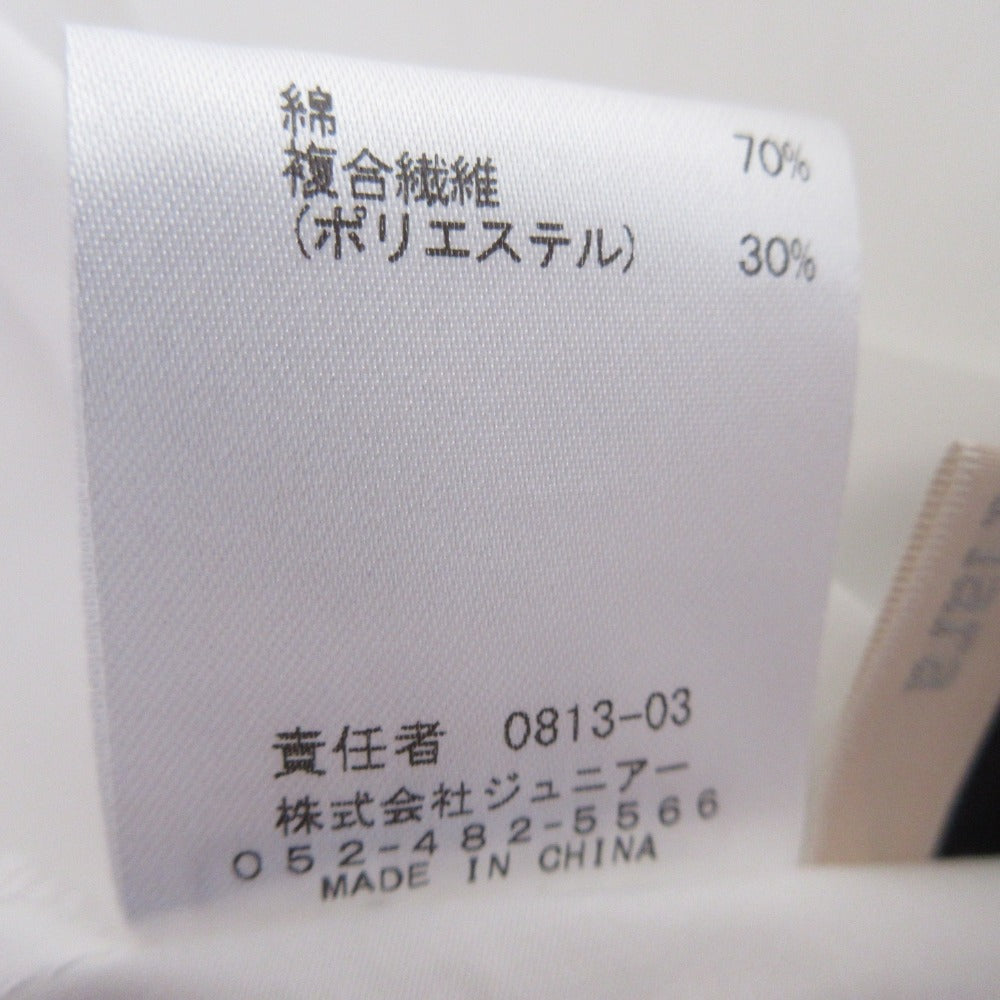 綿 70%
複合繊維
(ポリエステル) 30%
責任者 0813-03
株式会社ジュニアー
052-482-5566
MADE IN CHINA